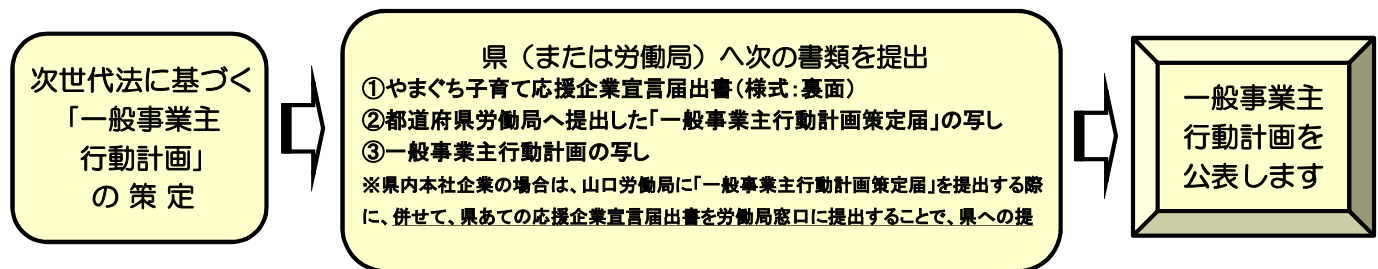 次世代法に基づく
「一般事業主
行動計画」
の 策 定
県（または労働局）へ次の書類を提出
①やまぐち子育て応援企業宣言届出書（様式：裏面）
②都道府県労働局へ提出した「一般事業主行動計画策定届」の写し
③一般事業主行動計画の写し
※県内本社企業の場合は、山口労働局に「一般事業主行動計画策定届」を提出する際
に、併せて、県あての応援企業宣言届出書を労働局窓口に提出することで、県への提
一般事業主
行動計画を
公表します